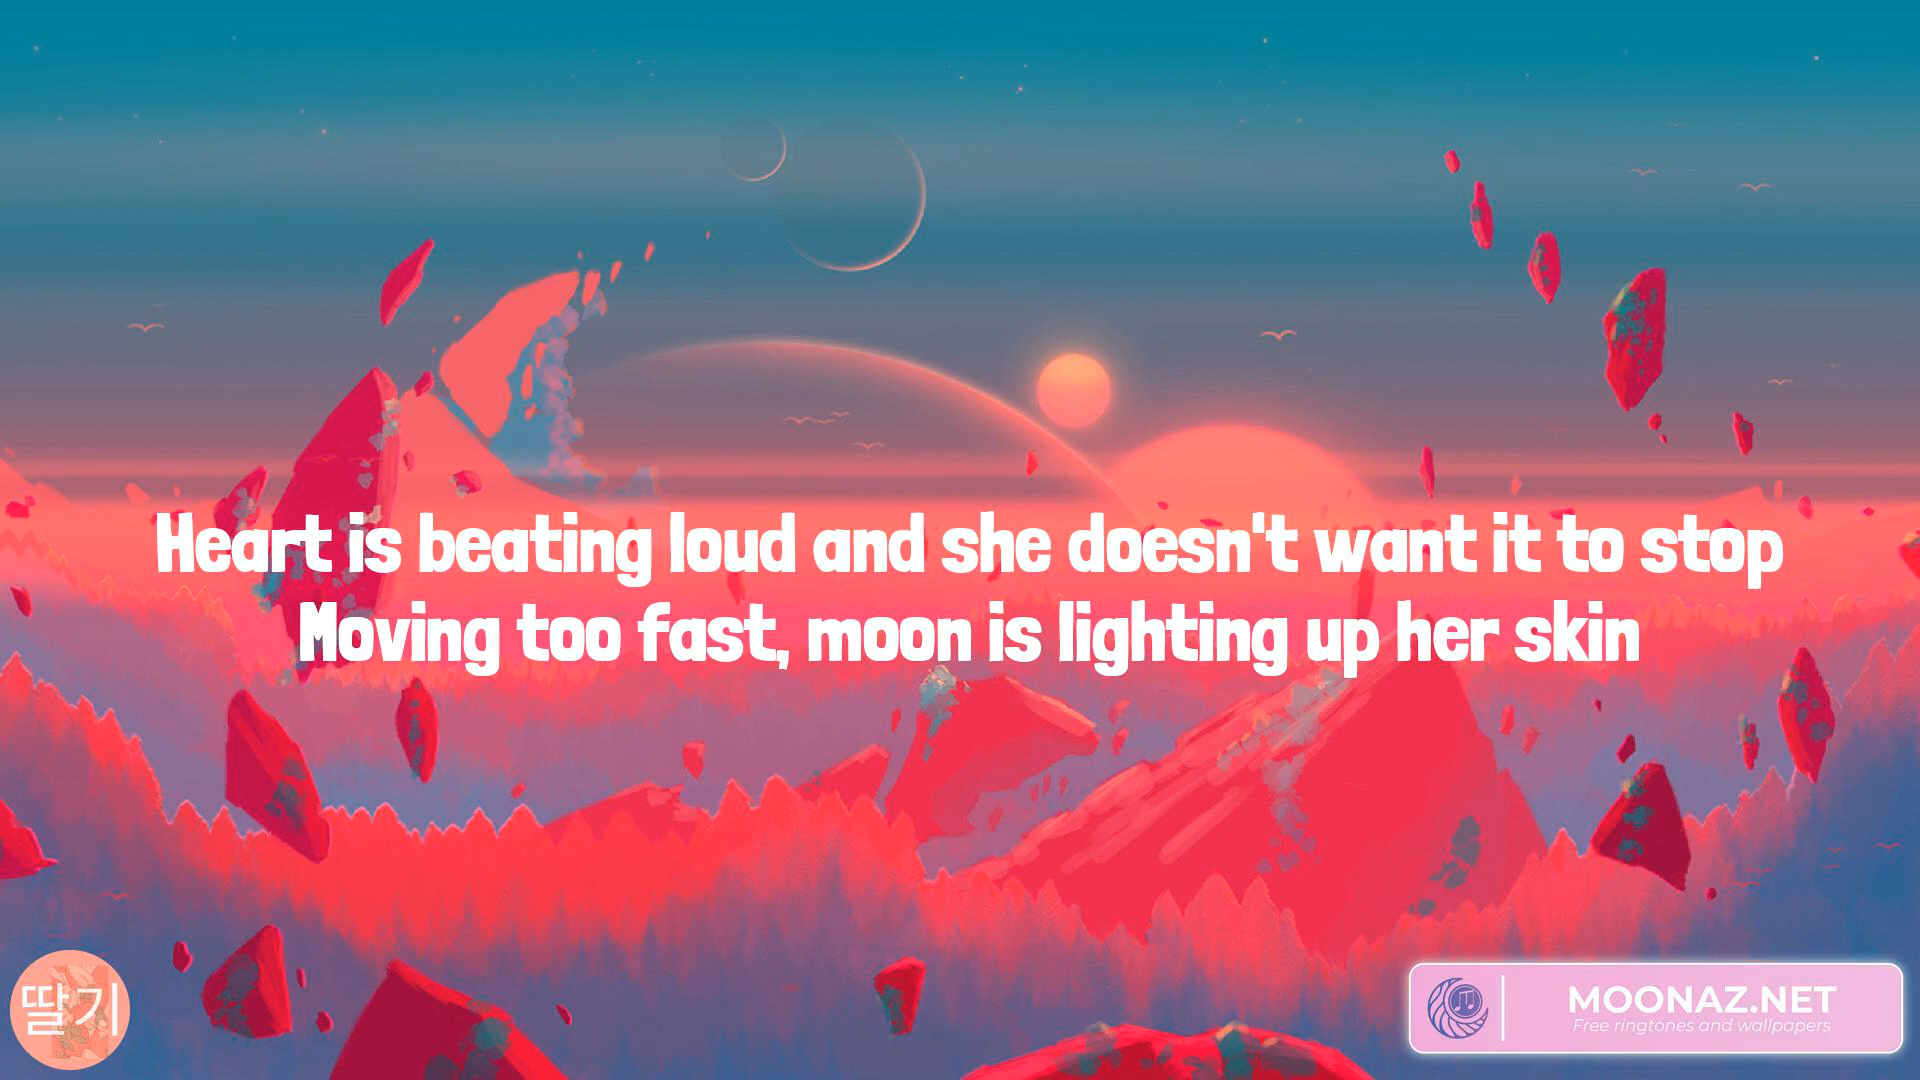 Heart is beating loud and she doesn't want it to stop
Moving too fast, moon is lighting up her skin
딸기
MOONAZ.NET
Free ringtones and wallpapers